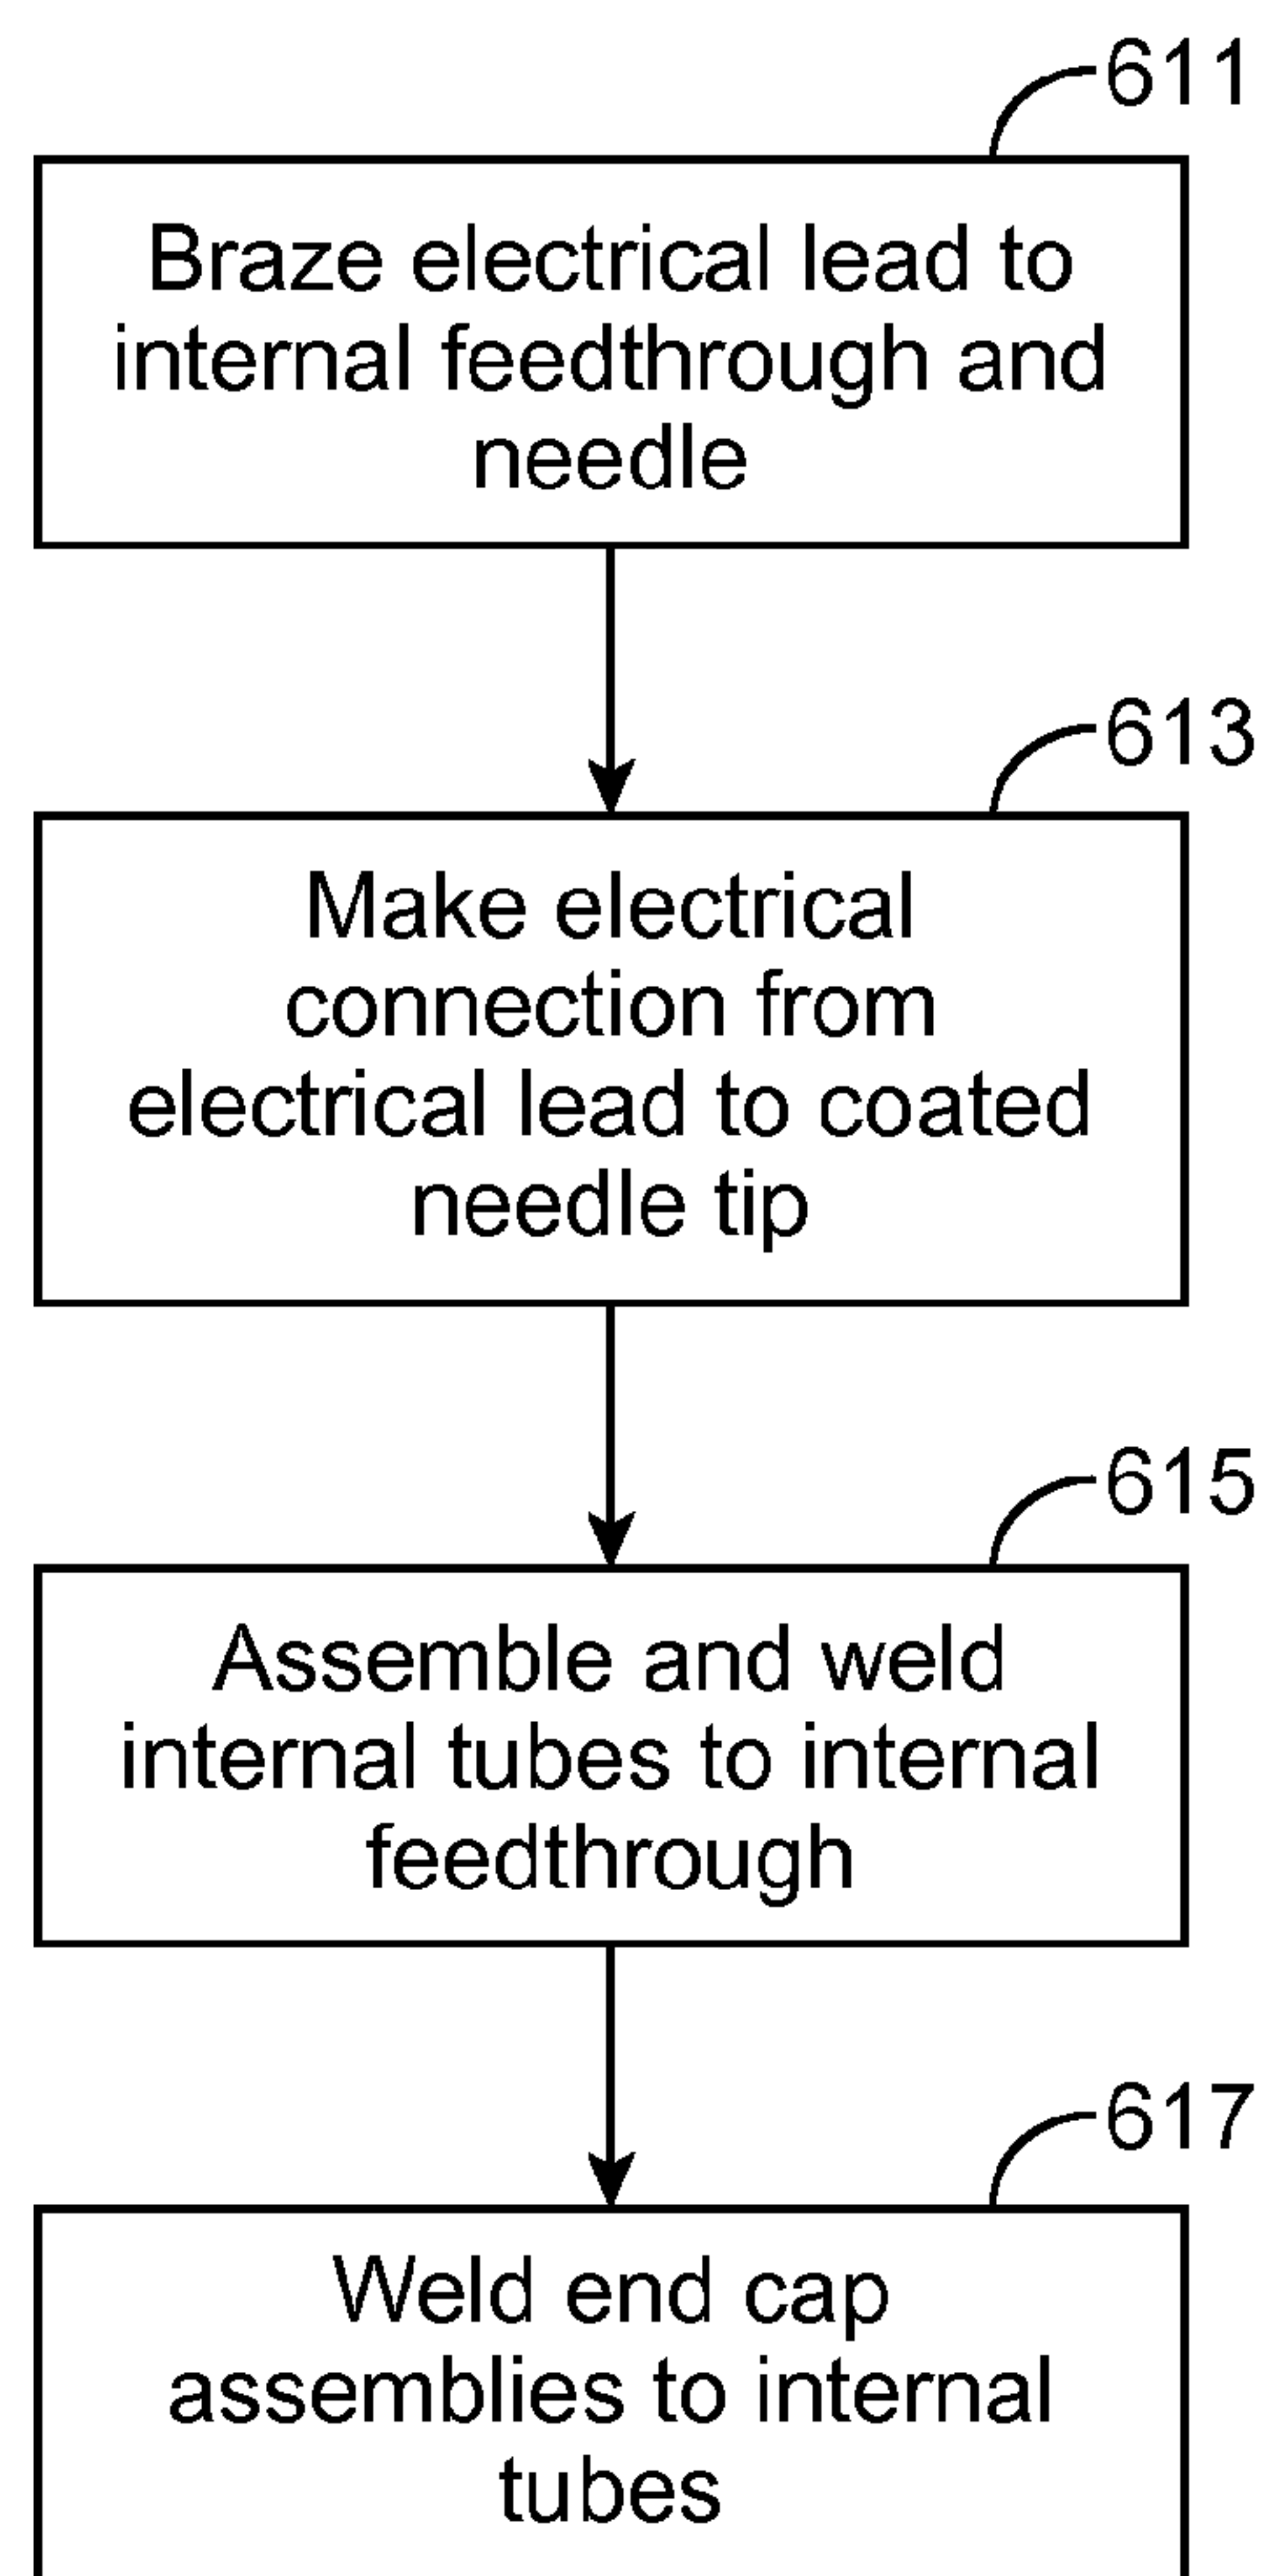 611
Braze electrical lead to
internal feedthrough and
needle
613
Make electrical
connection from
electrical lead to coated
needle tip
615
Assemble and weld
internal tubes to internal
feedthrough
617
Weld end cap
assemblies to internal
tubes